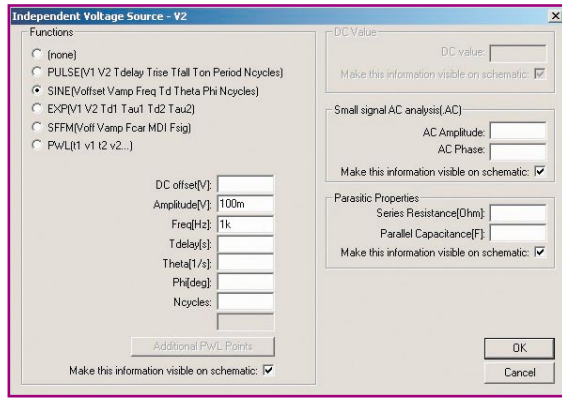 Independent Voltage Source - V2
Functions
(none)
PULSE(V1 V2 Tdelay Trise Tfall Ton Period Ncycles)
SINE(Voffset Vamp Freq Td Theta Phi Ncycles)
EXP(V1 V2 Td1 Tau1 Td2 Tau2)
SFFM(Voff Vamp Fcar MDI Fsig)
PWL(t1 v1 t2 v2...)
DC offset[V]:
Amplitude[V]: 100m
Freq[Hz]: 1k
Tdelay[s]:
Theta[1/s]:
Phi[deg]:
Ncycles:
Additional PWL Points
Make this information visible on schematic:
DC Value
DC value:
Make this information visible on schematic:
Small signal AC analysis(.AC)
AC Amplitude:
AC Phase:
Make this information visible on schematic:
Parasitic Properties
Series Resistance[Ohm]:
Parallel Capacitance[F]:
Make this information visible on schematic:
OK
Cancel